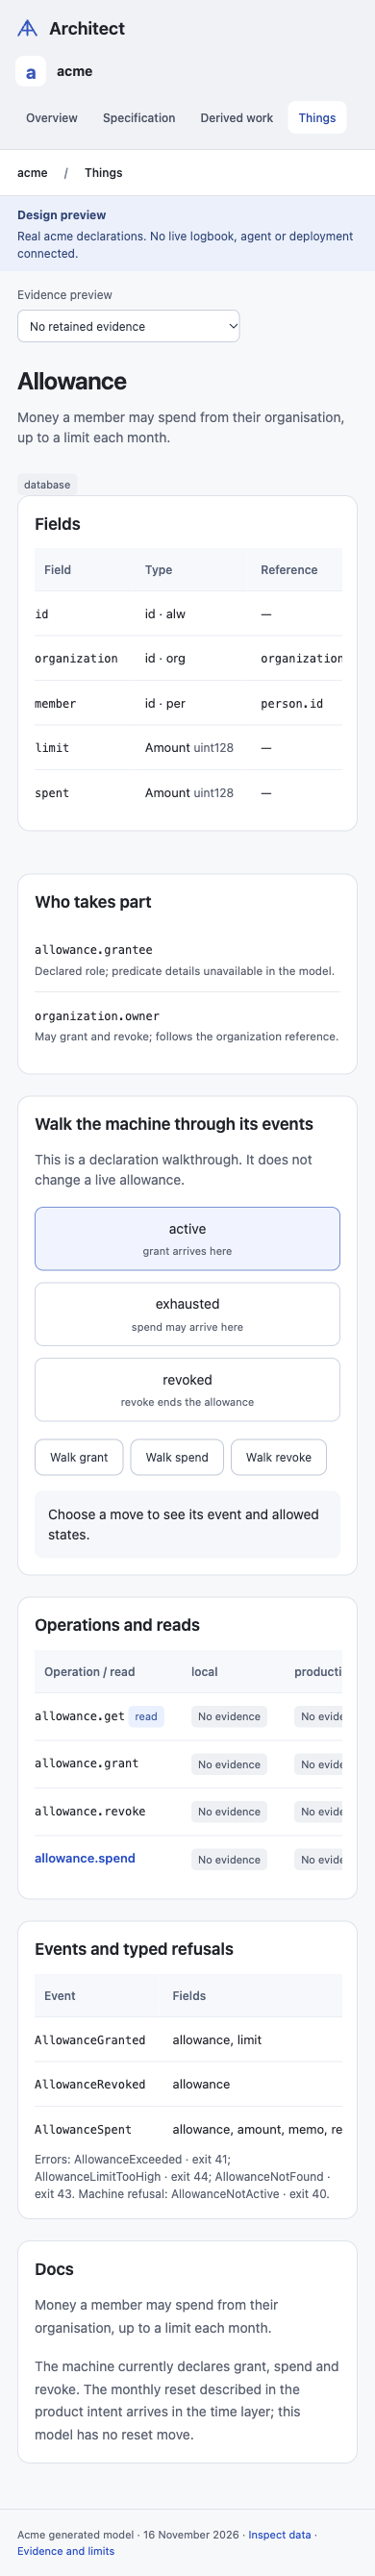 Architect
a acme
Overview Specification Derived work Things
acme / Things
Design preview
Real acme declarations. No live logbook, agent or deployment
connected.
Evidence preview
No retained evidence
Allowance
Money a member may spend from their organisation,
up to a limit each month.
database
Fields
Field Type Reference
id id · alw —
organization id · org organization
member id · per person.id
limit Amount uint128 —
spent Amount uint128 —
Who takes part
allowance.grantee
Declared role; predicate details unavailable in the model.
organization.owner
May grant and revoke; follows the organization reference.
Walk the machine through its events
This is a declaration walkthrough. It does not
change a live allowance.
active
grant arrives here
exhausted
spend may arrive here
revoked
revoke ends the allowance
Walk grant Walk spend Walk revoke
Choose a move to see its event and allowed
states.
Operations and reads
Operation / read local producti
allowance.get read No evidence No evide
allowance.grant No evidence No evide
allowance.revoke No evidence No evide
allowance.spend No evidence No evide
Events and typed refusals
Event Fields
AllowanceGranted allowance, limit
AllowanceRevoked allowance
AllowanceSpent allowance, amount, memo, re
Errors: AllowanceExceeded · exit 41;
AllowanceLimitTooHigh · exit 44; AllowanceNotFound ·
exit 43. Machine refusal: AllowanceNotActive · exit 40.
Docs
Money a member may spend from their
organisation, up to a limit each month.
The machine currently declares grant, spend and
revoke. The monthly reset described in the
product intent arrives in the time layer; this
model has no reset move.
Acme generated model · 16 November 2026 · Inspect data ·
Evidence and limits